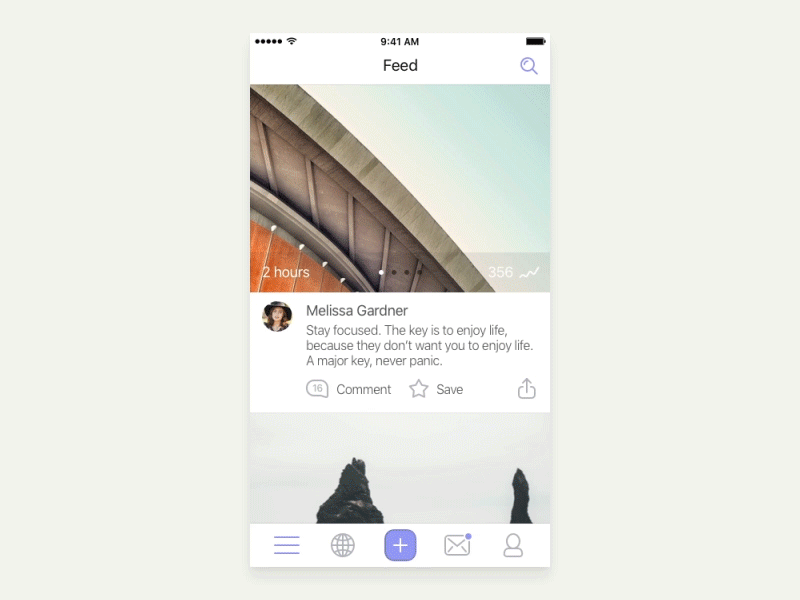 9:41 AM
Feed
2 hours
356
Melissa Gardner
Stay focused. The key is to enjoy life,
because they don't want you to enjoy life.
A major key, never panic.
16 Comment Save